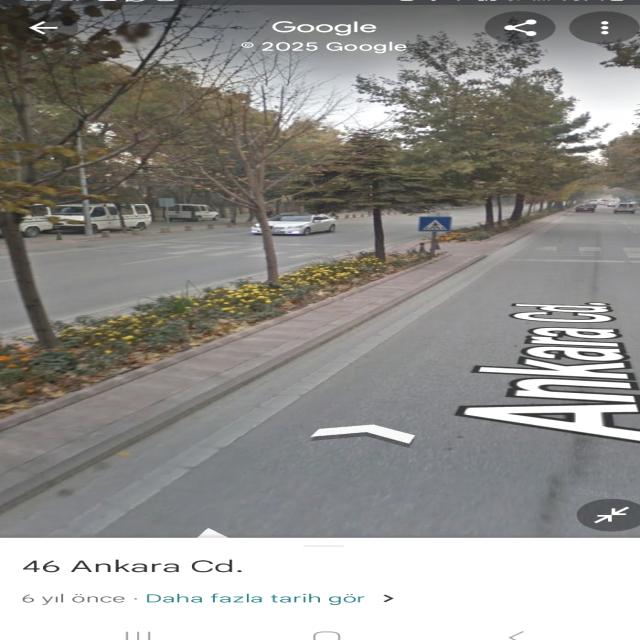 Google
© 2025 Google
Ankara Cd.
46 Ankara Cd.
6 yıl önce · Daha fazla tarih gör >